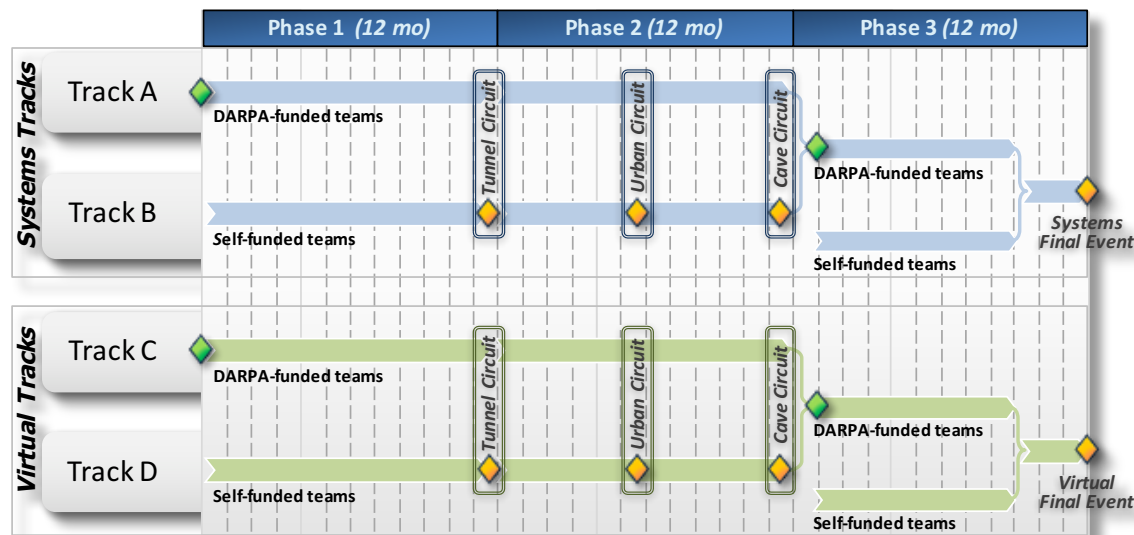 Phase 1 (12 mo)
Phase 2 (12 mo)
Phase 3 (12 mo)
Systems Tracks
Track A
DARPA-funded teams
Track B
Self-funded teams
Tunnel Circuit
Urban Circuit
Cave Circuit
DARPA-funded teams
Self-funded teams
Systems
Final Event
Virtual Tracks
Track C
DARPA-funded teams
Track D
Self-funded teams
Tunnel Circuit
Urban Circuit
Cave Circuit
DARPA-funded teams
Self-funded teams
Virtual
Final Event